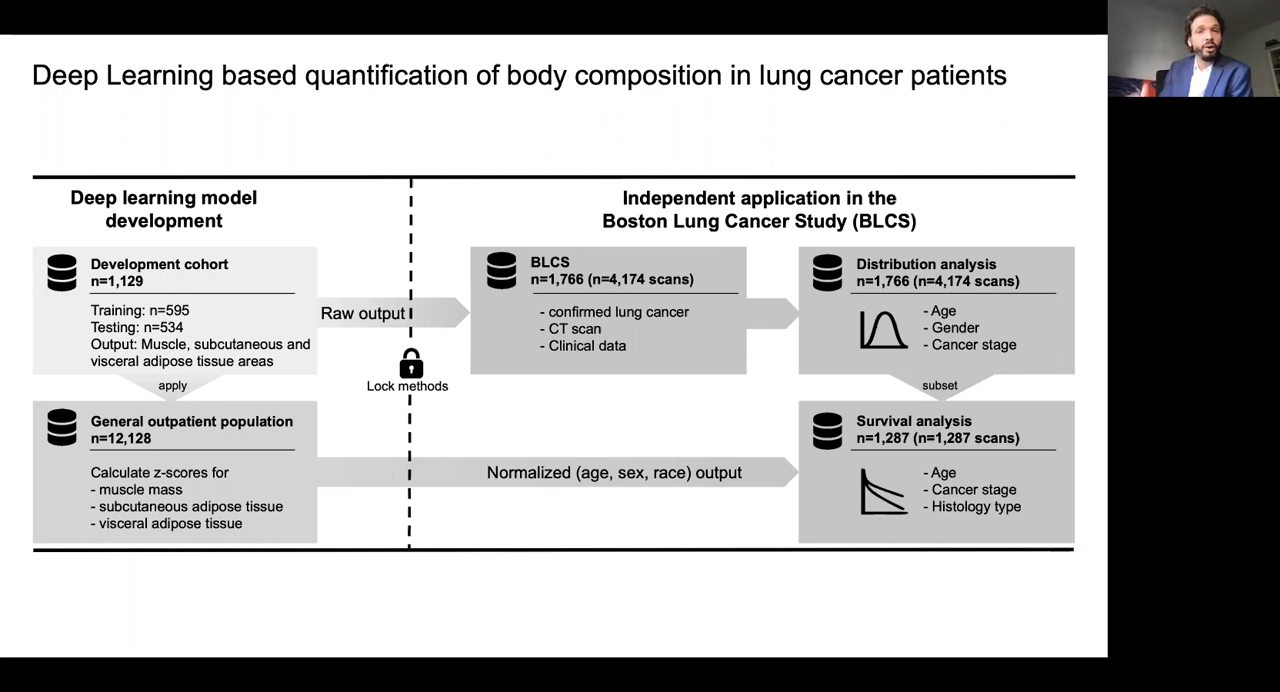 Deep Learning based quantification of body composition in lung cancer patients
Deep learning model
development
Independent application in the
Boston Lung Cancer Study (BLCS)
Development cohort
n=1,129
Training: n=595
Testing: n=534
Output: Muscle, subcutaneous and
visceral adipose tissue areas
apply
General outpatient population
n=12,128
Calculate z-scores for
- muscle mass
- subcutaneous adipose tissue
- visceral adipose tissue
Raw output
Lock methods
BLCS
n=1,766 (n=4,174 scans)
- confirmed lung cancer
- CT scan
- Clinical data
Distribution analysis
n=1,766 (n=4,174 scans)
- Age
- Gender
- Cancer stage
subset
Normalized (age, sex, race) output
Survival analysis
n=1,287 (n=1,287 scans)
- Age
- Cancer stage
- Histology type